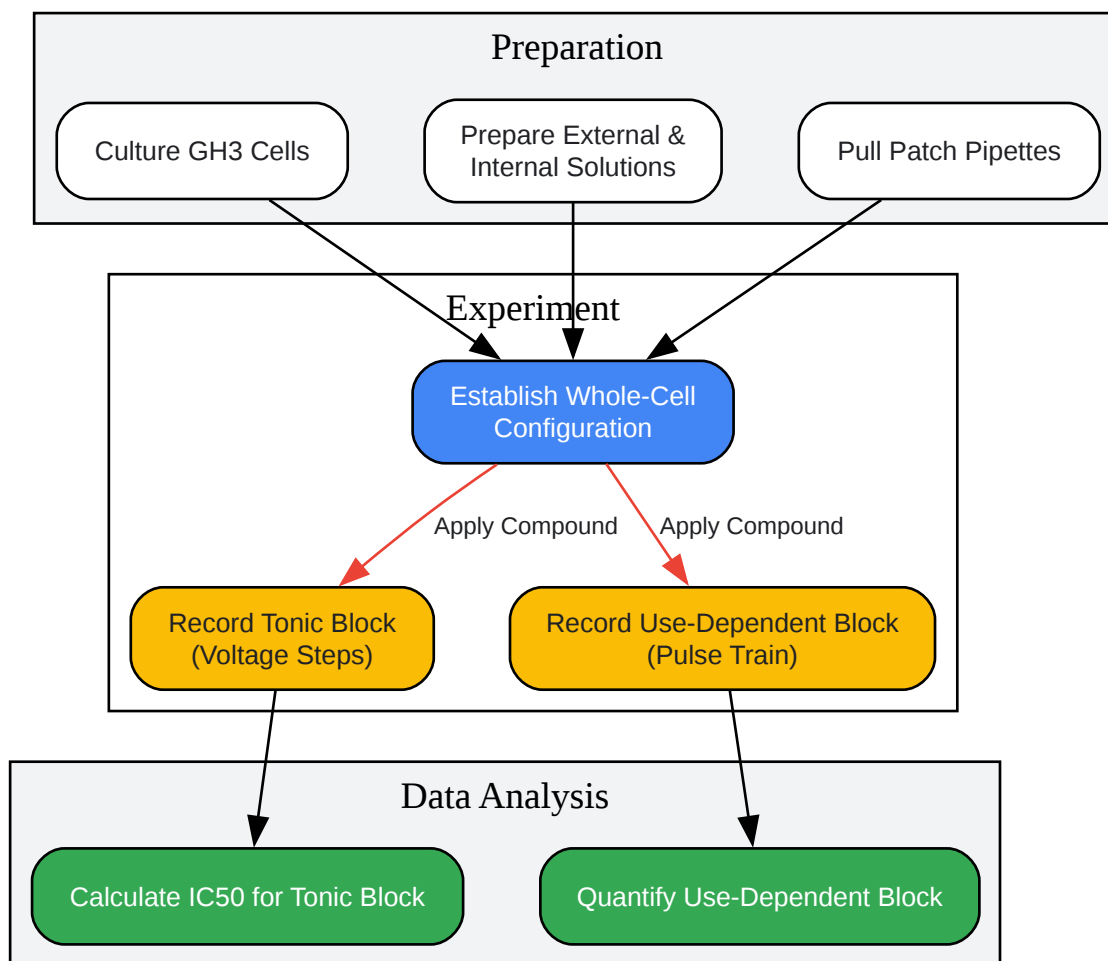 Preparation
Culture GH3 Cells
Prepare External &
Internal Solutions
Pull Patch Pipettes
Experiment
Establish Whole-Cell
Configuration
Apply Compound
Apply Compound
Record Tonic Block
(Voltage Steps)
Record Use-Dependent Block
(Pulse Train)
Data Analysis
Calculate IC50 for Tonic Block
Quantify Use-Dependent Block